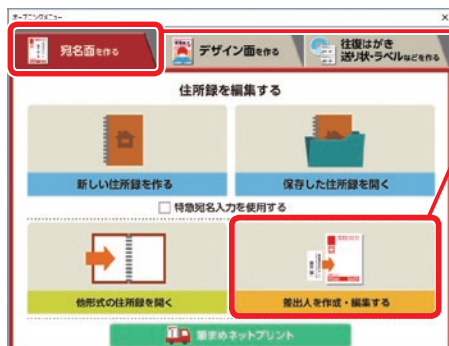 オープニングメニュー
宛名面を作る
デザイン面を作る
往復はがき
送り状・ラベルなどを作る
住所録を編集する
新しい住所録を作る
保存した住所録を開く
特急宛名入力を使用する
他形式の住所録を開く
差出人を作成・編集する
筆まめネットプリント